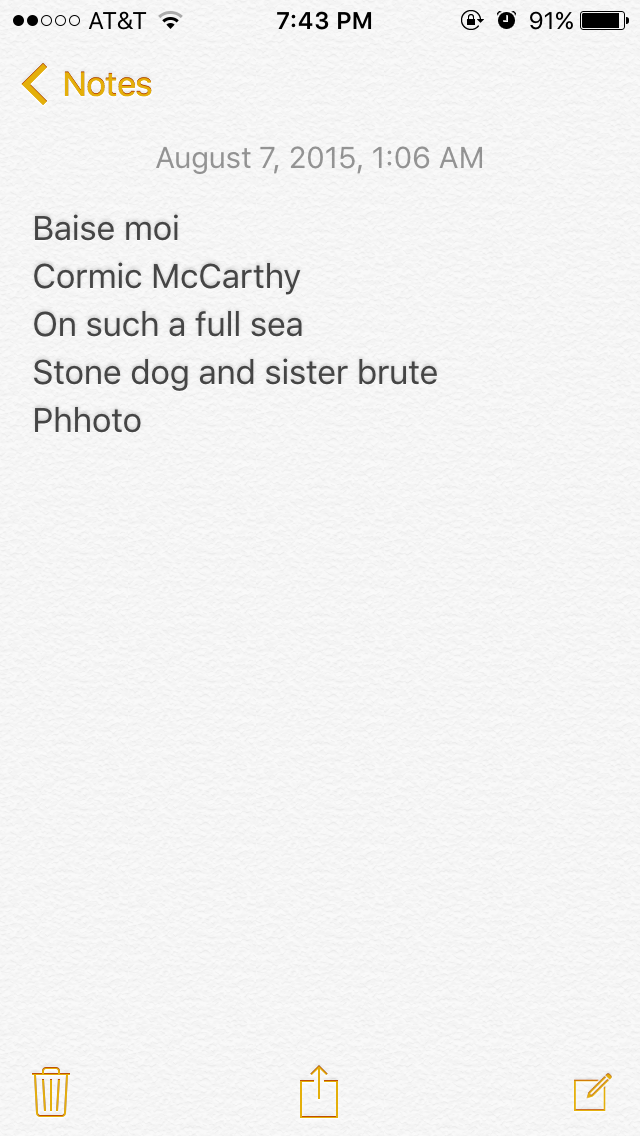 ●●○○○ AT&T 7:43 PM 91%
Notes
August 7, 2015, 1:06 AM
Baise moi
Cormic McCarthy
On such a full sea
Stone dog and sister brute
Phhoto